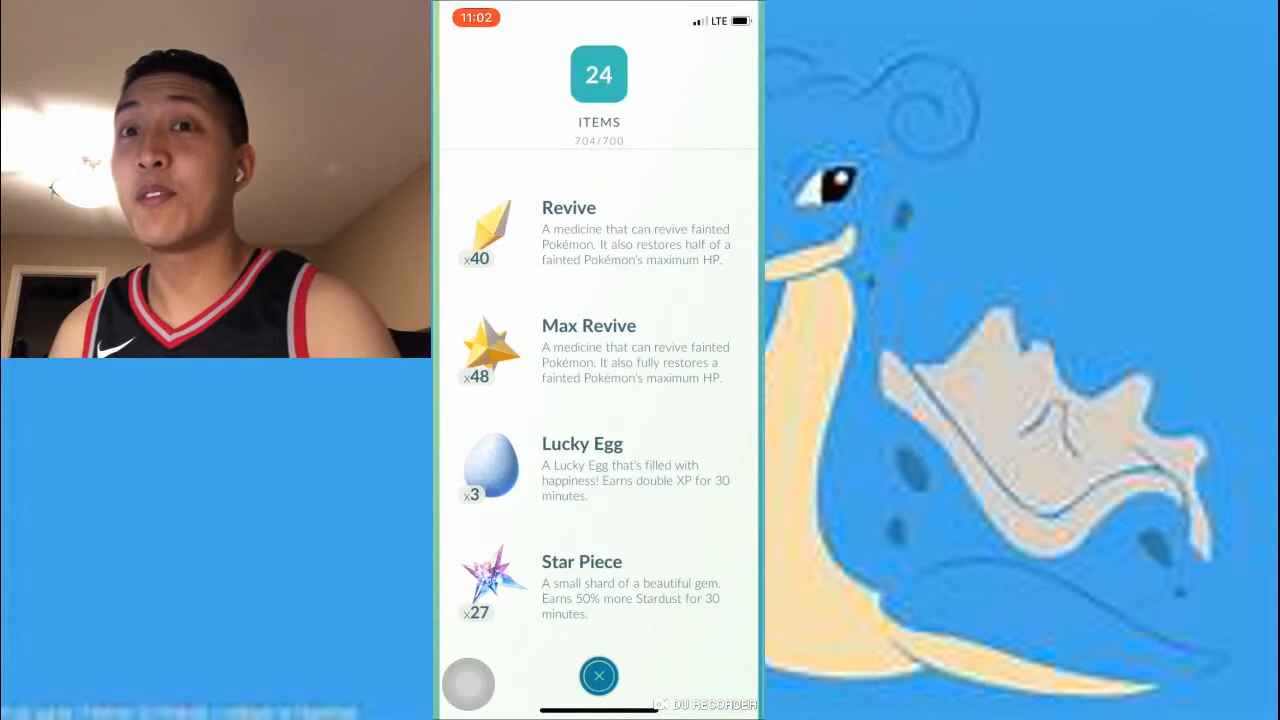 11:02
LTE
24
ITEMS
704/700
Revive
A medicine that can revive fainted
Pokémon. It also restores half of a
fainted Pokémon's maximum HP.
x40
Max Revive
A medicine that can revive fainted
Pokémon. It also fully restores a
fainted Pokémon's maximum HP.
x48
Lucky Egg
A Lucky Egg that's filled with
happiness! Earns double XP for 30
minutes.
x3
Star Piece
A small shard of a beautiful gem.
Earns 50% more Stardust for 30
minutes.
x27
DU RECORDER